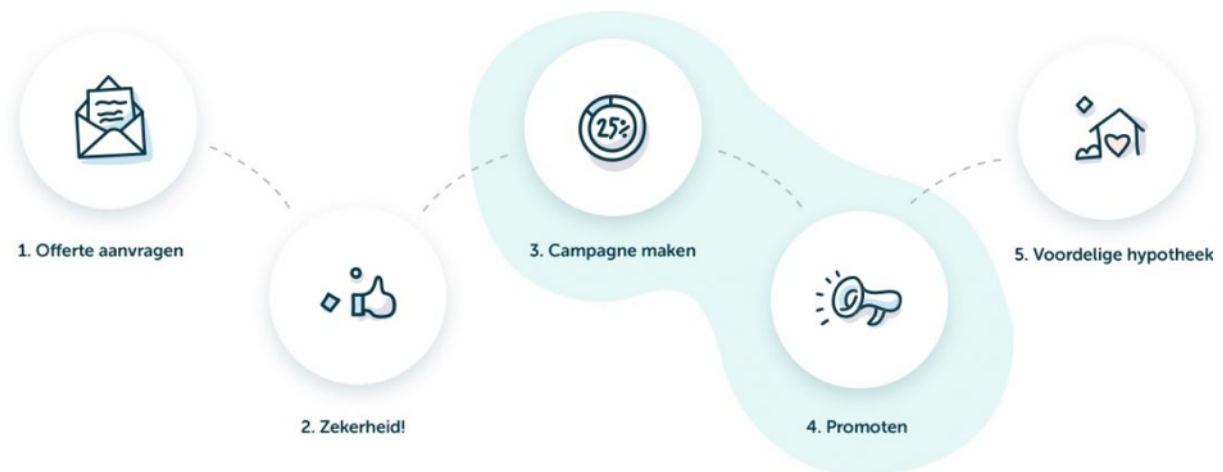 1. Offerte aanvragen
2. Zekerheid!
25%
3. Campagne maken
4. Promoten
5. Voordelige hypotheek